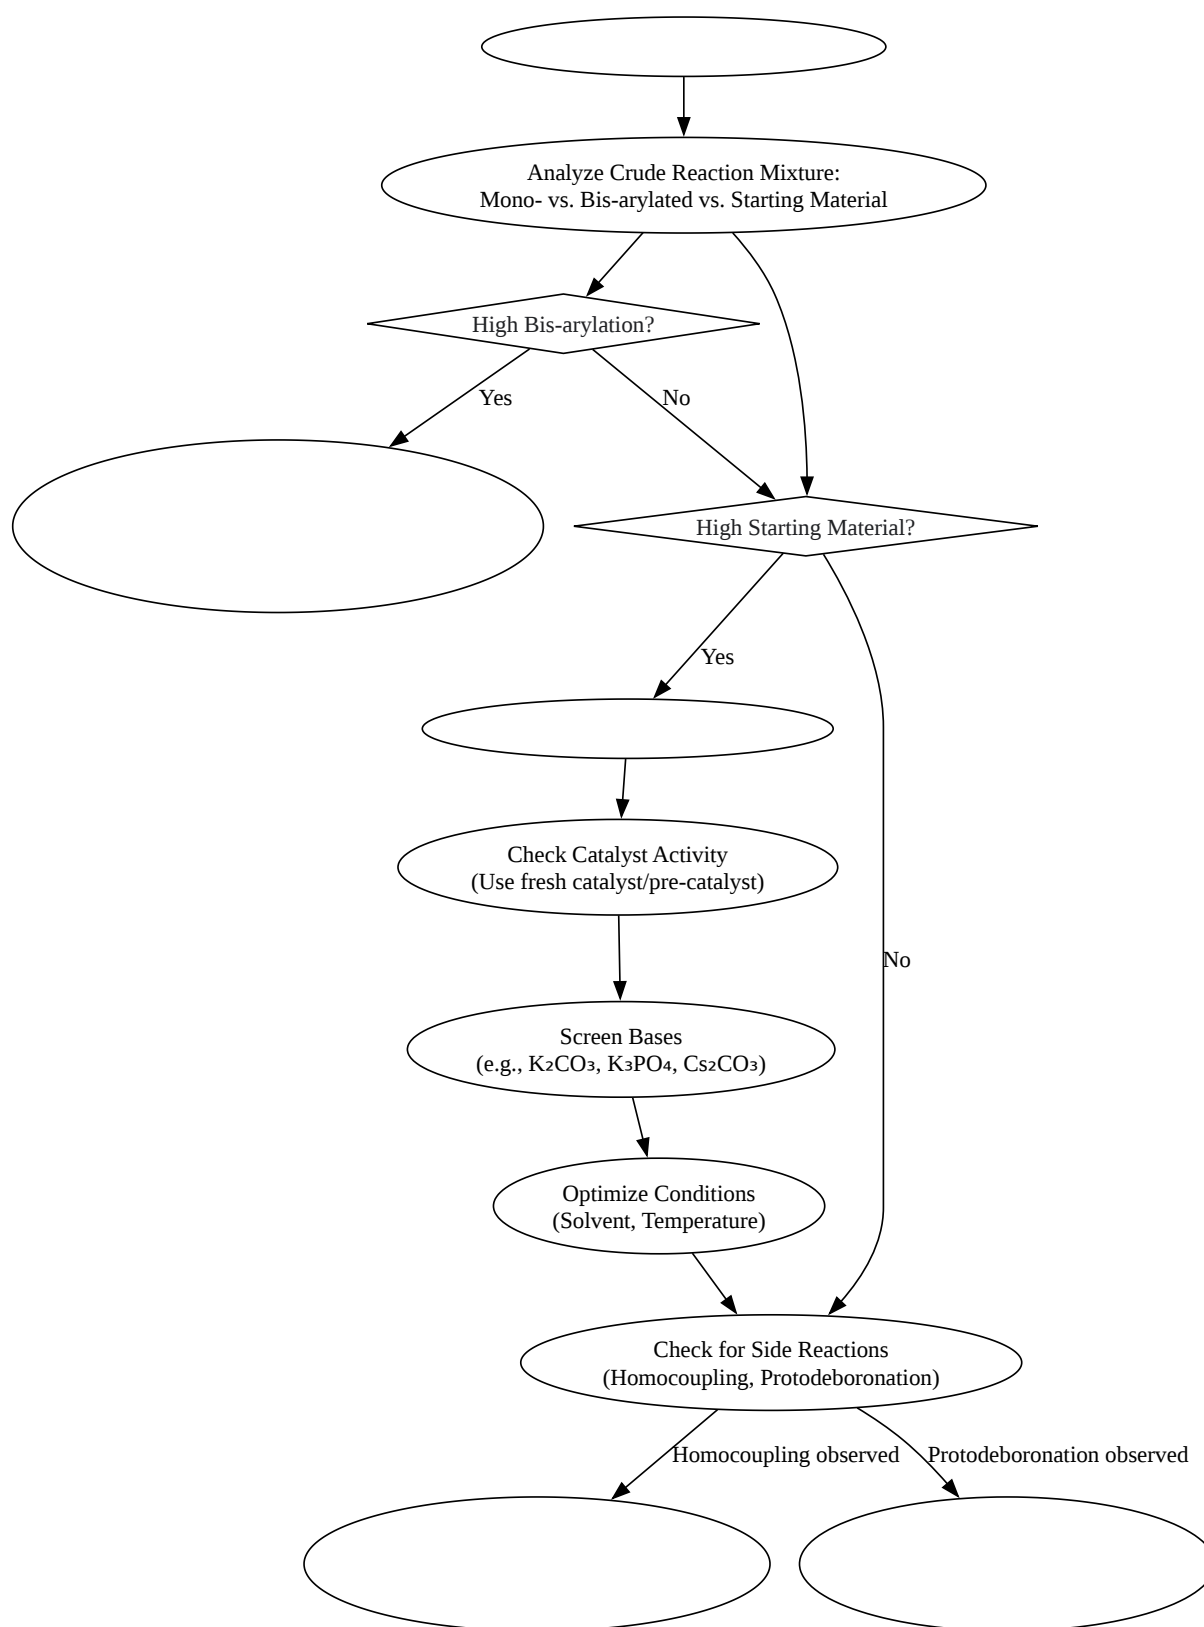 Analyze Crude Reaction Mixture:
Mono- vs. Bis-arylated vs. Starting Material
High Bis-arylation?
Yes
No
High Starting Material?
Yes
Check Catalyst Activity
(Use fresh catalyst/pre-catalyst)
No
Screen Bases
(e.g., K₂CO₃, K₃PO₄, Cs₂CO₃)
Optimize Conditions
(Solvent, Temperature)
Check for Side Reactions
(Homocoupling, Protodeboronation)
Homocoupling observed
Protodeboronation observed